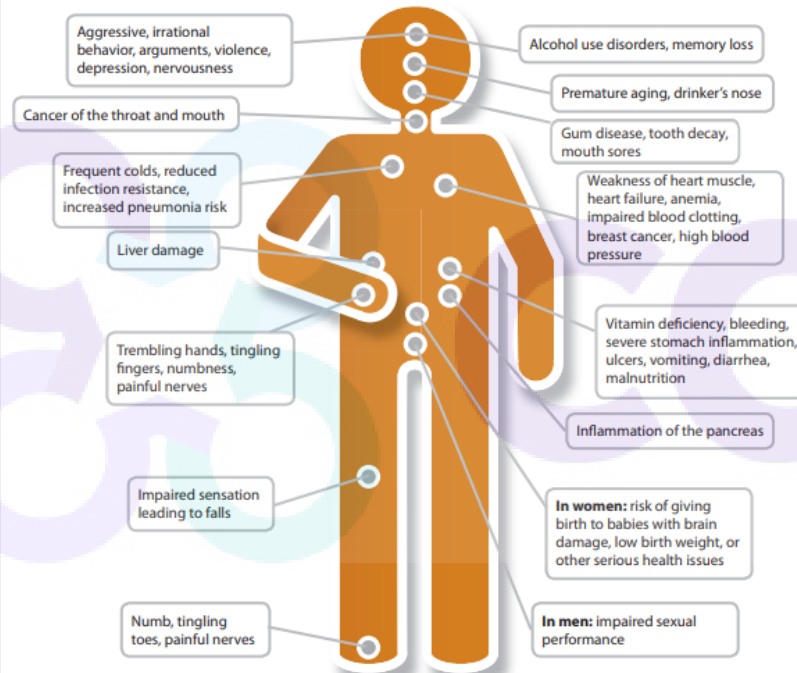 Aggressive, irrational
behavior, arguments, violence,
depression, nervousness
Alcohol use disorders, memory loss
Premature aging, drinker's nose
Cancer of the throat and mouth
Gum disease, tooth decay,
mouth sores
Frequent colds, reduced
infection resistance,
increased pneumonia risk
Weakness of heart muscle,
heart failure, anemia,
impaired blood clotting,
breast cancer, high blood
pressure
Liver damage
Vitamin deficiency, bleeding,
severe stomach inflammation,
ulcers, vomiting, diarrhea,
malnutrition
Trembling hands, tingling
fingers, numbness,
painful nerves
Inflammation of the pancreas
Impaired sensation
leading to falls
In women: risk of giving
birth to babies with brain
damage, low birth weight, or
other serious health issues
Numb, tingling
toes, painful nerves
In men: impaired sexual
performance